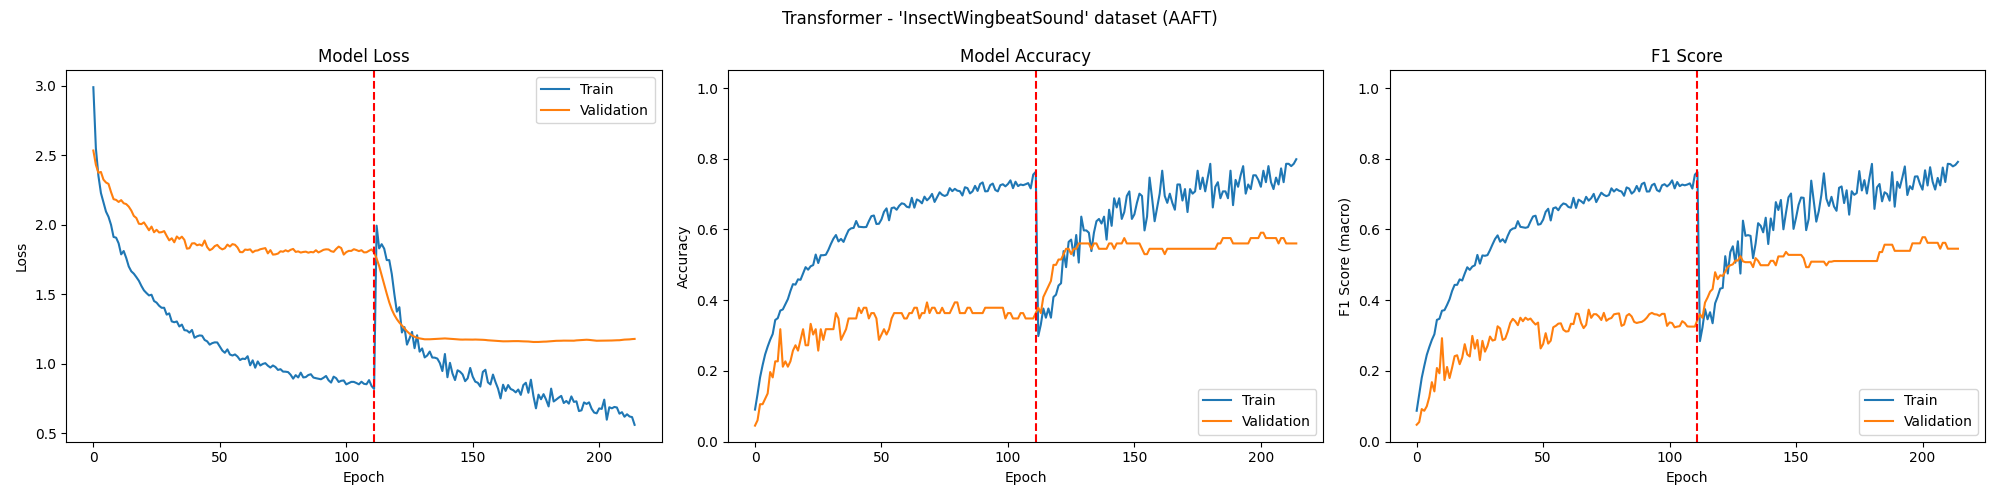 Transformer - 'InsectWingbeatSound' dataset (AAFT)
Model Loss
3.0
2.5
2.0
1.5
1.0
0.5
Loss
0
50
100
150
200
Epoch
Train
Validation
Model Accuracy
1.0
0.8
0.6
0.4
0.2
0.0
Accuracy
0
50
100
150
200
Epoch
Train
Validation
F1 Score
1.0
0.8
0.6
0.4
0.2
0.0
F1 Score (macro)
0
50
100
150
200
Epoch
Train
Validation